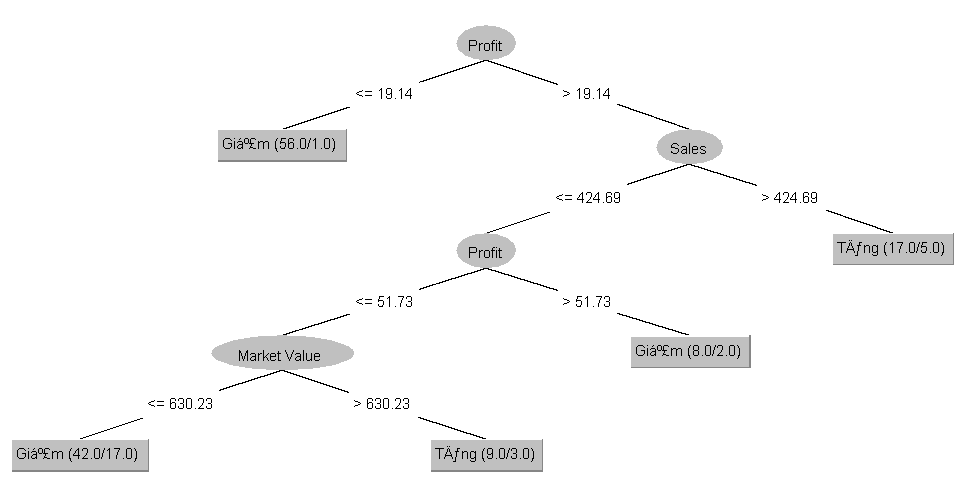 Profit
<= 19.14
> 19.14
Giáº£m (56.0/1.0)
Sales
<= 424.69
> 424.69
Profit
TÄƒng (17.0/5.0)
<= 51.73
> 51.73
Market Value
Giáº£m (8.0/2.0)
<= 630.23
> 630.23
Giáº£m (42.0/17.0)
TÄƒng (9.0/3.0)